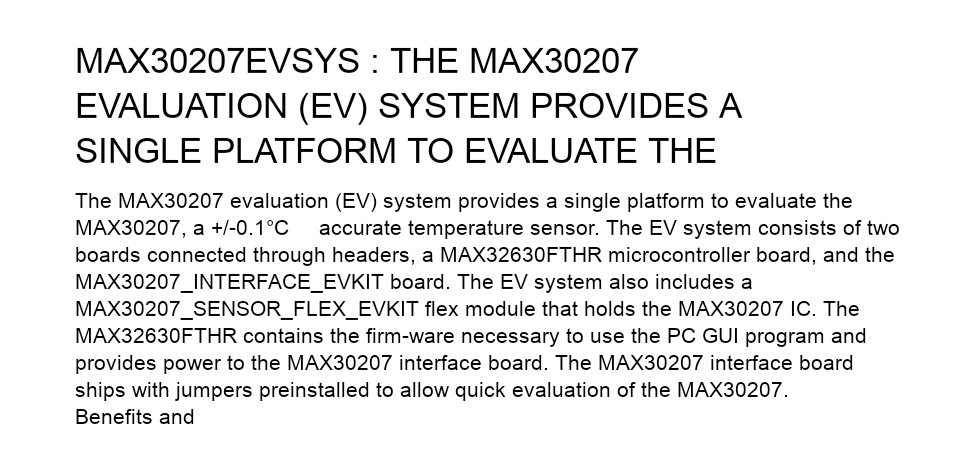 MAX30207EVSYS : THE MAX30207
EVALUATION (EV) SYSTEM PROVIDES A
SINGLE PLATFORM TO EVALUATE THE
The MAX30207 evaluation (EV) system provides a single platform to evaluate the
MAX30207, a +/-0.1°C     accurate temperature sensor. The EV system consists of two
boards connected through headers, a MAX32630FTHR microcontroller board, and the
MAX30207_INTERFACE_EVKIT board. The EV system also includes a
MAX30207_SENSOR_FLEX_EVKIT flex module that holds the MAX30207 IC. The
MAX32630FTHR contains the firm-ware necessary to use the PC GUI program and
provides power to the MAX30207 interface board. The MAX30207 interface board
ships with jumpers preinstalled to allow quick evaluation of the MAX30207.
Benefits and